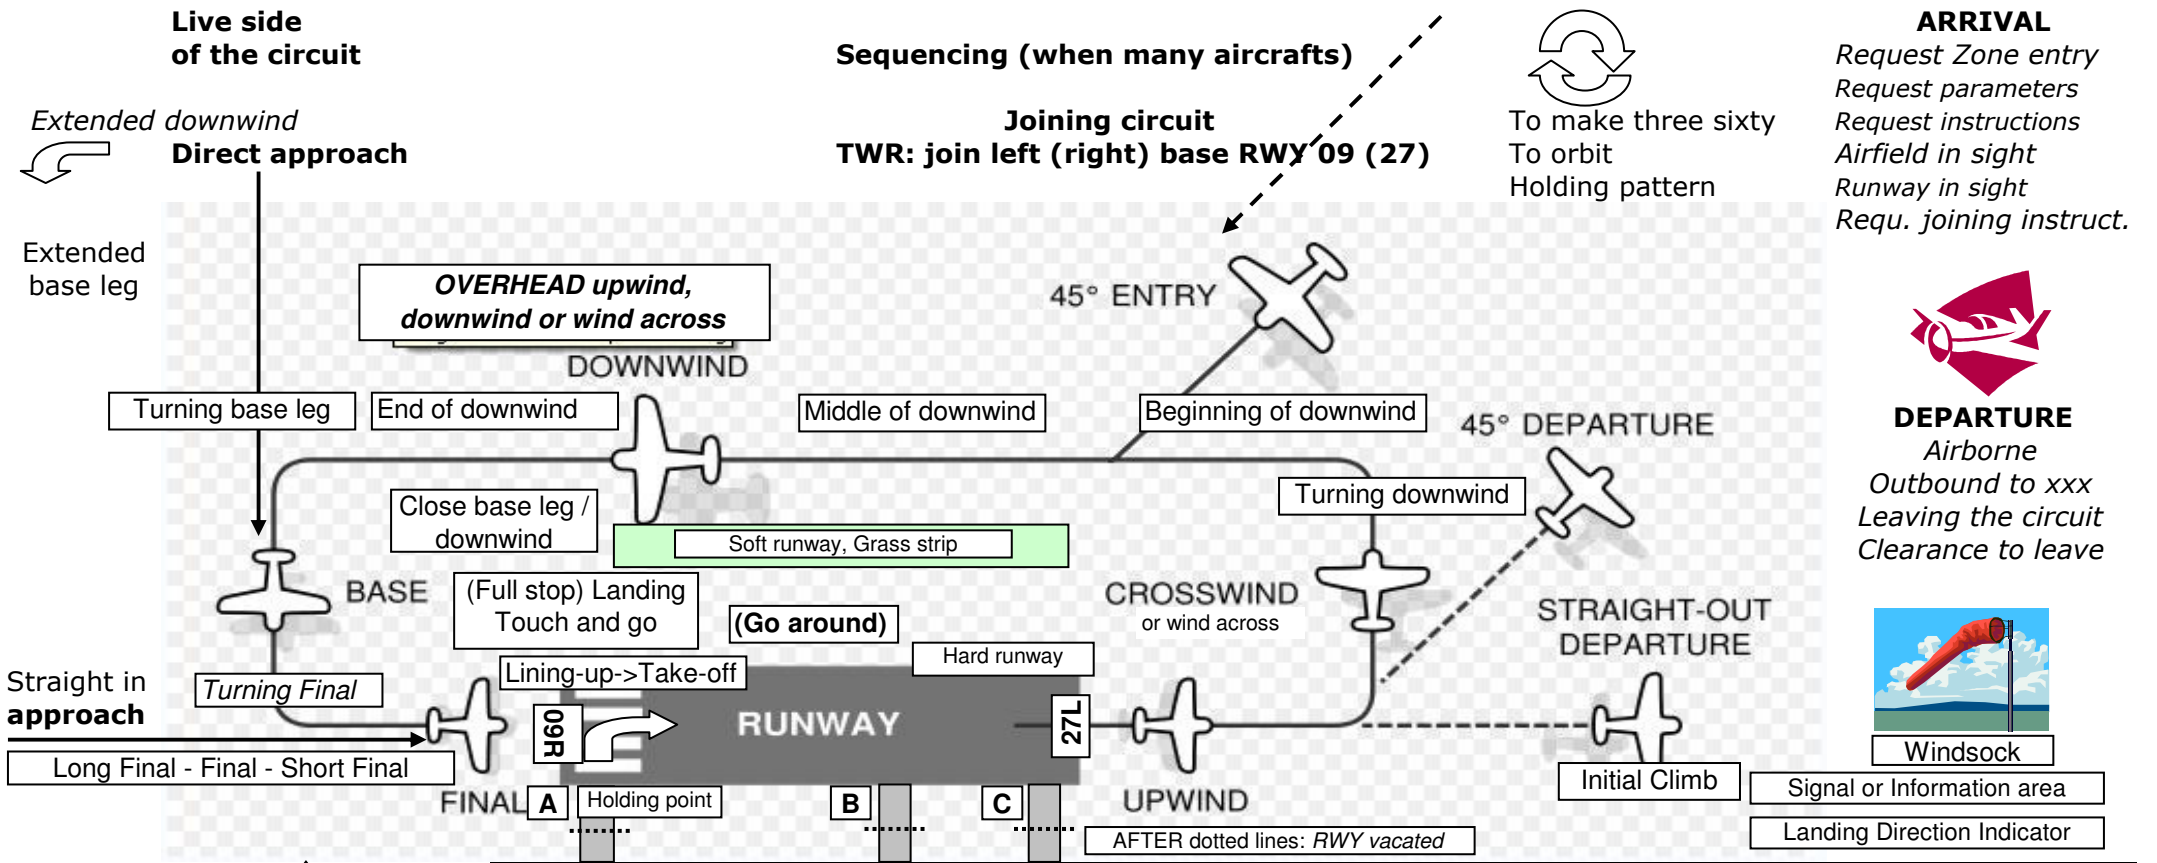 Live side
of the circuit
Extended downwind
Direct approach
Extended
base leg
Sequencing (when many aircrafts)
Joining circuit
TWR: join left (right) base RWY 09 (27)
To make three sixty
To orbit
Holding pattern
ARRIVAL
Request Zone entry
Request parameters
Request instructions
Airfield in sight
Runway in sight
Requ. joining instruct.
OVERHEAD upwind,
downwind or wind across
DOWNWIND
45° ENTRY
Turning base leg
End of downwind
Middle of downwind
Beginning of downwind
45° DEPARTURE
DEPARTURE
Airborne
Outbound to xxx
Leaving the circuit
Clearance to leave
Close base leg /
downwind
Turning downwind
Soft runway, Grass strip
BASE
(Full stop) Landing
Touch and go
(Go around)
CROSSWIND
or wind across
STRAIGHT-OUT
DEPARTURE
Hard runway
Lining-up->Take-off
Straight in
approach
Turning Final
09R
RUNWAY
27L
Long Final - Final - Short Final
Windsock
Initial Climb
Signal or Information area
FINAL
A
Holding point
B
C
UPWIND
AFTER dotted lines: RWY vacated
Landing Direction Indicator